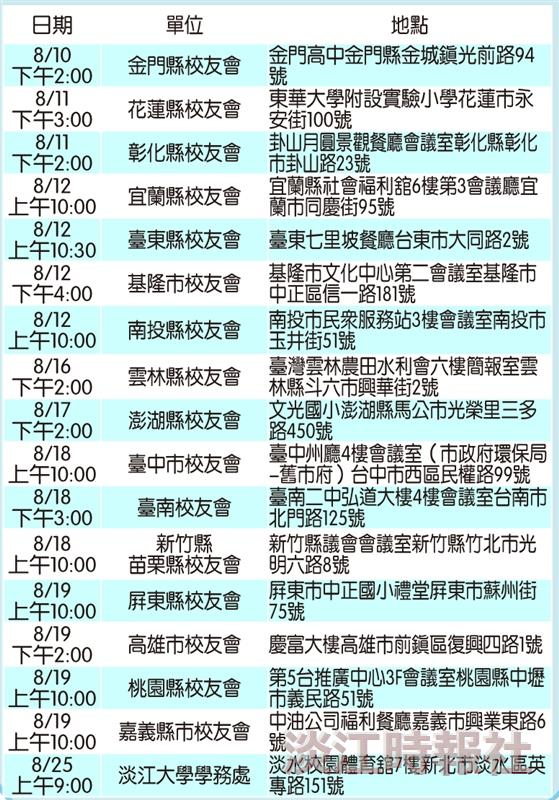 日期 單位 地點
8/10
下午2:00
金門縣校友會
金門高中金門縣金城鎮光前路94
號
8/11
下午3:00
花蓮縣校友會
東華大學附設實驗小學花蓮市永
安街100號
8/11
下午2:00
彰化縣校友會
卦山月圓景觀餐廳會議室彰化縣彰化
市卦山路23號
8/12
上午10:00
宜蘭縣校友會
宜蘭縣社會福利舘6樓第3會議廳宜
蘭市同慶街95號
8/12
上午10:30
臺東縣校友會
臺東七里坡餐廳台東市大同路2號
8/12
下午4:00
基隆市校友會
基隆市文化中心第二會議室基隆市
中正區信一路181號
8/12
上午10:00
南投縣校友會
南投市民衆服務站3樓會議室南投市
玉井街51號
8/16
下午2:00
雲林縣校友會
臺灣雲林農田水利會六樓簡報室雲
林縣斗六市興華街2號
8/17
下午2:00
澎湖縣校友會
文光國小澎湖縣馬公市光榮里三多
路450號
8/18
上午10:00
臺中市校友會
臺中州廳4樓會議室（市政府環保局
-舊市府）台中市西區民權路99號
8/18
下午3:00
臺南校友會
臺南二中弘道大樓4樓會議室台南市
北門路125號
8/18
上午10:00
新竹縣
苗栗縣校友會
新竹縣議會會議室新竹縣竹北市光
明六路8號
8/19
上午10:00
屏東縣校友會
屏東市中正國小禮堂屏東市蘇州街
75號
8/19
下午2:00
高雄市校友會
慶富大樓高雄市前鎮區復興四路1號
8/19
上午10:00
桃園縣校友會
第5台推廣中心3F會議室桃園縣中壢
市義民路51號
8/19
上午10:00
嘉義縣市校友會
中油公司福利餐廳嘉義市興業東路6
號
8/25
上午9:00
淡江大學學務處
淡水校園體育舘7樓新北市淡水區英
專路151號
淡江時報社